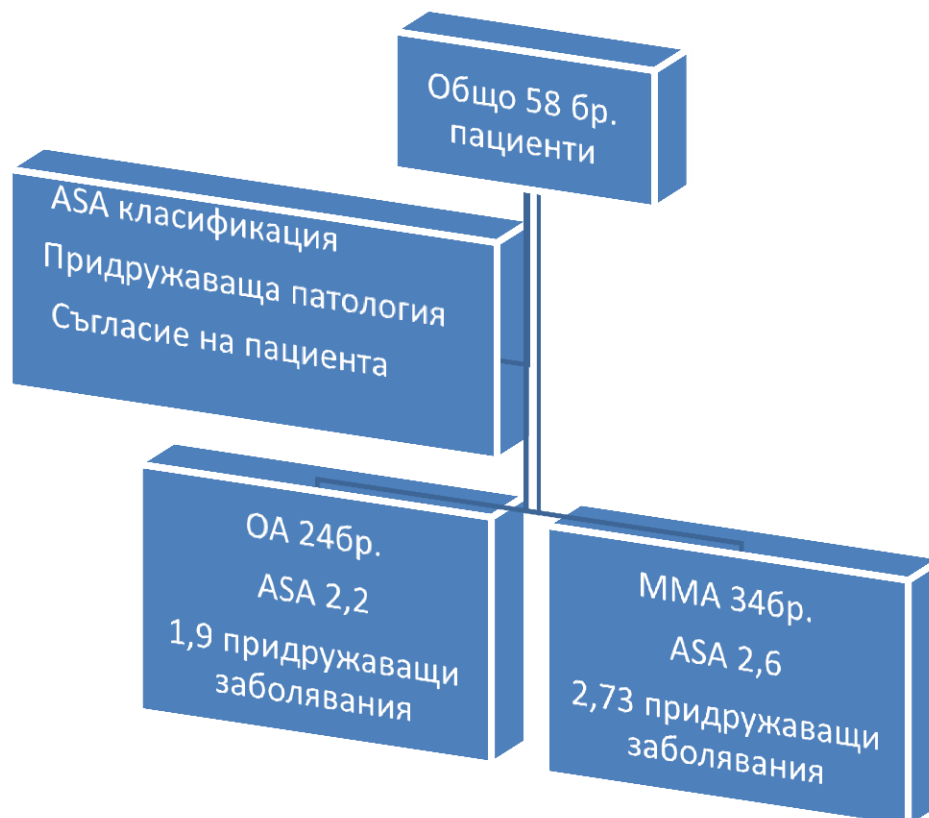 Общо 58 бр.
пациенти
ASA класификация
Придружаваща патология
Съгласие на пациента
ОА 24бр.
ASA 2,2
1,9 придружаващи
заболявания
ММА 34бр.
ASA 2,6
2,73 придружаващи
заболявания